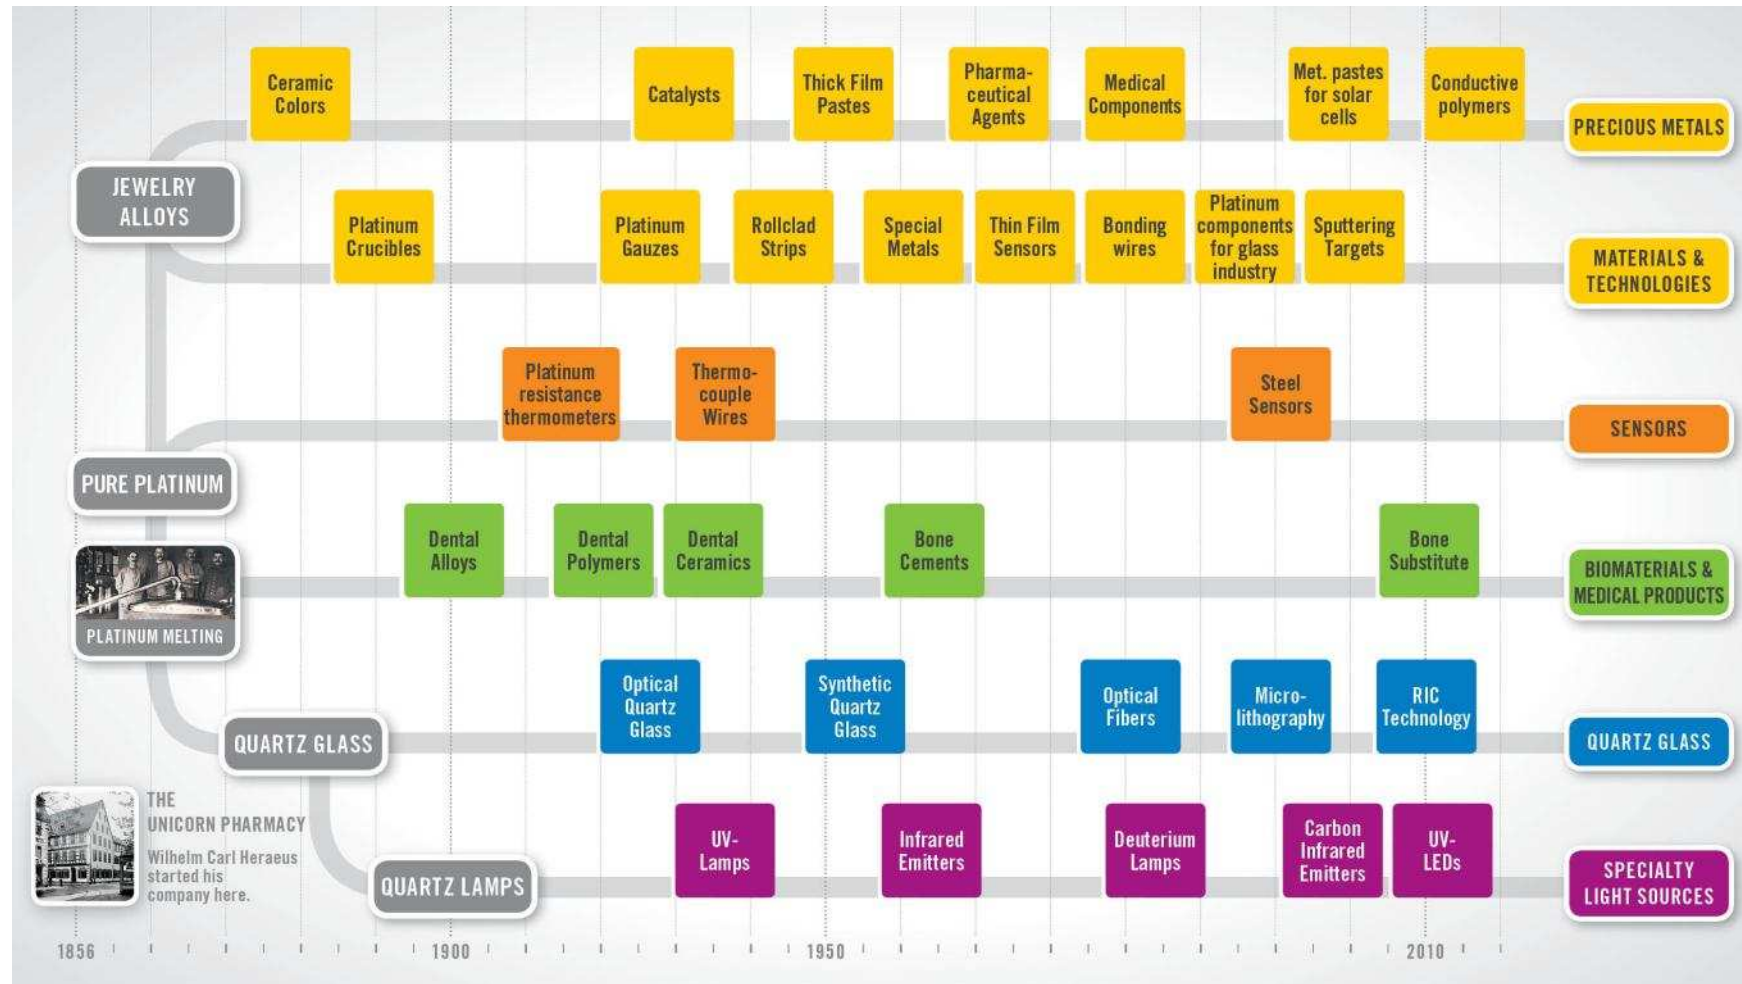 Ceramic
Colors
Catalysts
Thick Film
Pastes
Pharma-
ceutical
Agents
Medical
Components
Met. pastes
for solar
cells
Conductive
polymers
PRECIOUS METALS
JEWELRY
ALLOYS
Platinum
Crucibles
Platinum
Gauzes
Rollclad
Strips
Special
Metals
Thin Film
Sensors
Bonding
wires
Platinum
components
for glass
industry
Sputtering
Targets
MATERIALS &
TECHNOLOGIES
Platinum
resistance
thermometers
Thermo-
couple
Wires
Steel
Sensors
SENSORS
PURE PLATINUM
Dental
Alloys
Dental
Polymers
Dental
Ceramics
Bone
Cements
Bone
Substitute
BIOMATERIALS &
MEDICAL PRODUCTS
PLATINUM MELTING
Optical
Quartz
Glass
Synthetic
Quartz
Glass
Optical
Fibers
Micro-
lithography
RIC
Technology
QUARTZ GLASS
QUARTZ GLASS
THE
UNICORN PHARMACY
Wilhelm Carl Heraeus
started his
company here.
UV-
Lamps
Infrared
Emitters
Deuterium
Lamps
Carbon
Infrared
Emitters
UV-
LEDs
QUARTZ LAMPS
SPECIALTY
LIGHT SOURCES
1856
1900
1950
2010